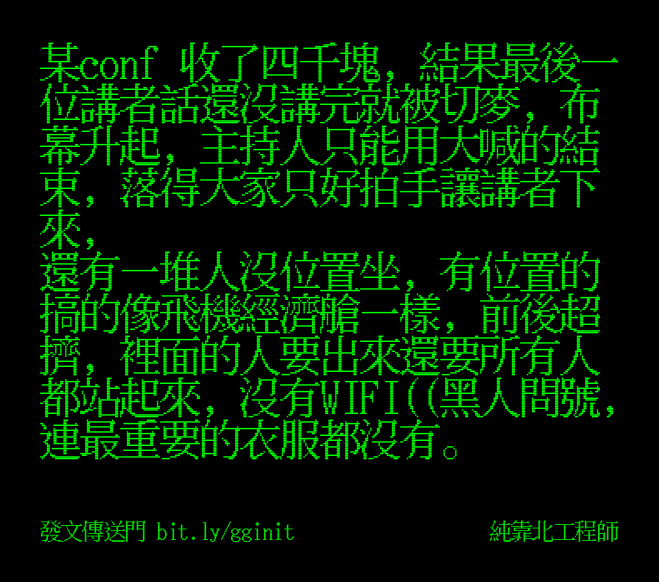 某conf 收了四千塊, 結果最後一
位講者話還沒講完就被切麥, 布
幕升起, 主持人只能用大喊的結
束, 落得大家只好拍手讓講者下
來,
還有一堆人沒位置坐, 有位置的
搞的像飛機經濟艙一樣, 前後超
擠, 裡面的人要出來還要所有人
都站起來, 沒有WIFI((黑人問號,
連最重要的衣服都沒有。
發文傳送門 bit.ly/gginit
純靠北工程師